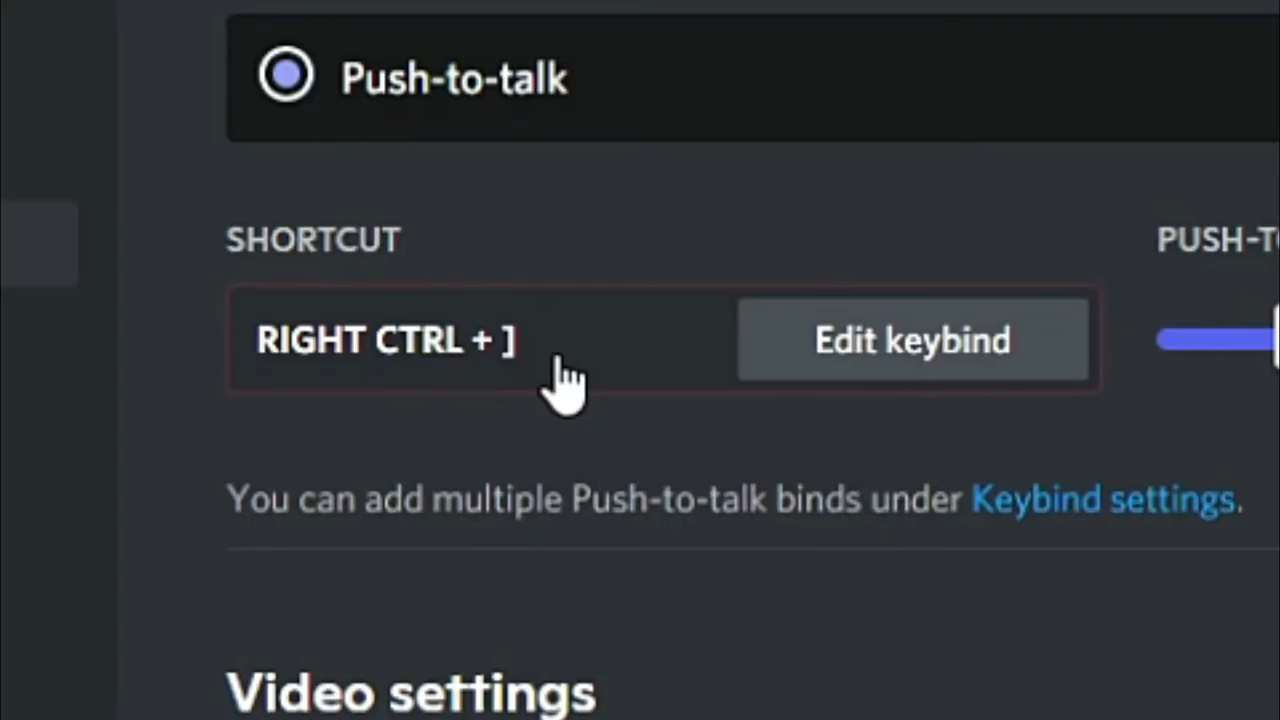 Push-to-talk
SHORTCUT
PUSH-T
RIGHT CTRL + ]
Edit keybind
You can add multiple Push-to-talk binds under Keybind settings.
Video settings